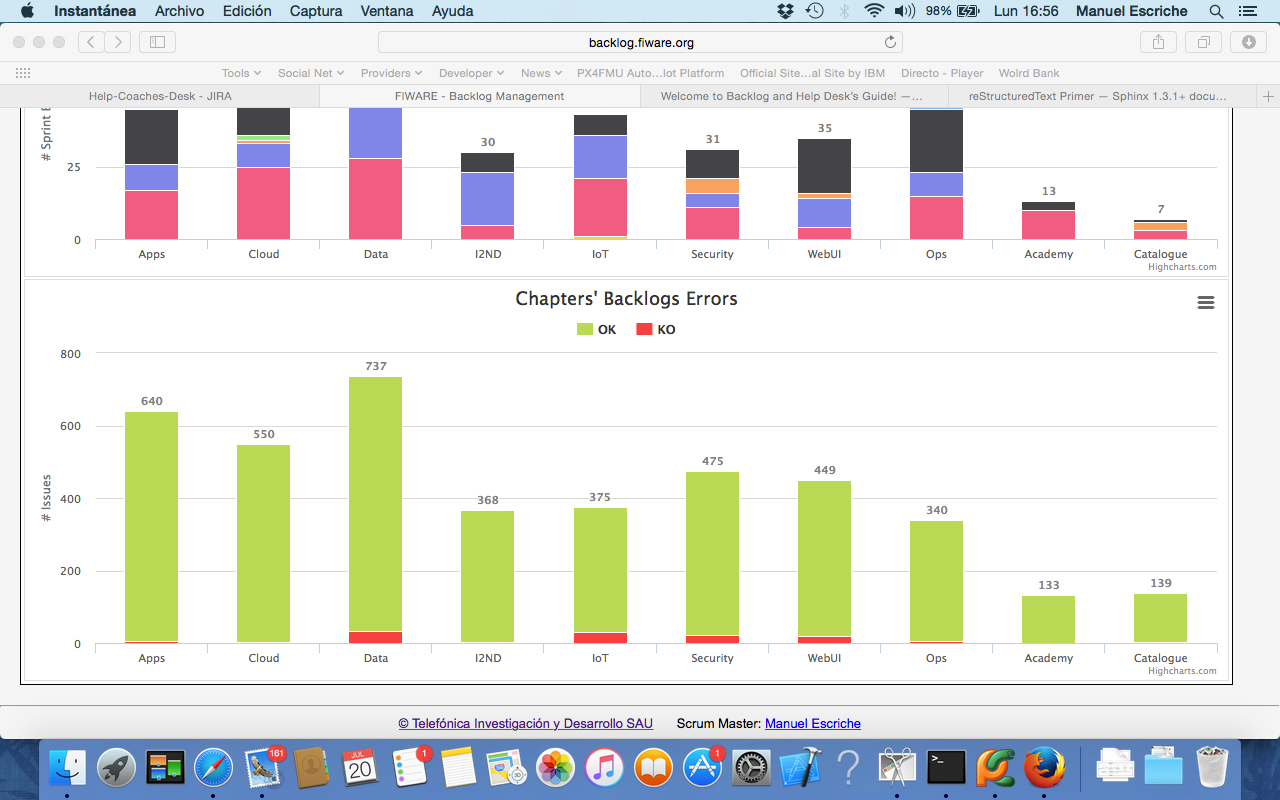 Instantánea Archivo Edición Captura Ventana Ayuda 98% Lun 16:56 Manuel Escriche
backlog.fiware.org
Tools Social Net Providers Developer News PX4FMU Auto...lot Platform Official Site...al Site by IBM Directo - Player Wolrd Bank
Help-Coaches-Desk - JIRA FIWARE - Backlog Management Welcome to Backlog and Help Desk's Guide! —... reStructuredText Primer — Sphinx 1.3.1+ docu...
# Sprint
25
0
30
31
35
13
7
Apps Cloud Data I2ND IoT Security WebUI Ops Academy Catalogue
Highcharts.com
Chapters' Backlogs Errors
OK KO
# Issues
800
600
400
200
0
640 550 737 368 375 475 449 340 133 139
Apps Cloud Data I2ND IoT Security WebUI Ops Academy Catalogue
Highcharts.com
© Telefónica Investigación y Desarrollo SAU Scrum Master: Manuel Escriche
161
JUL
20
1
1